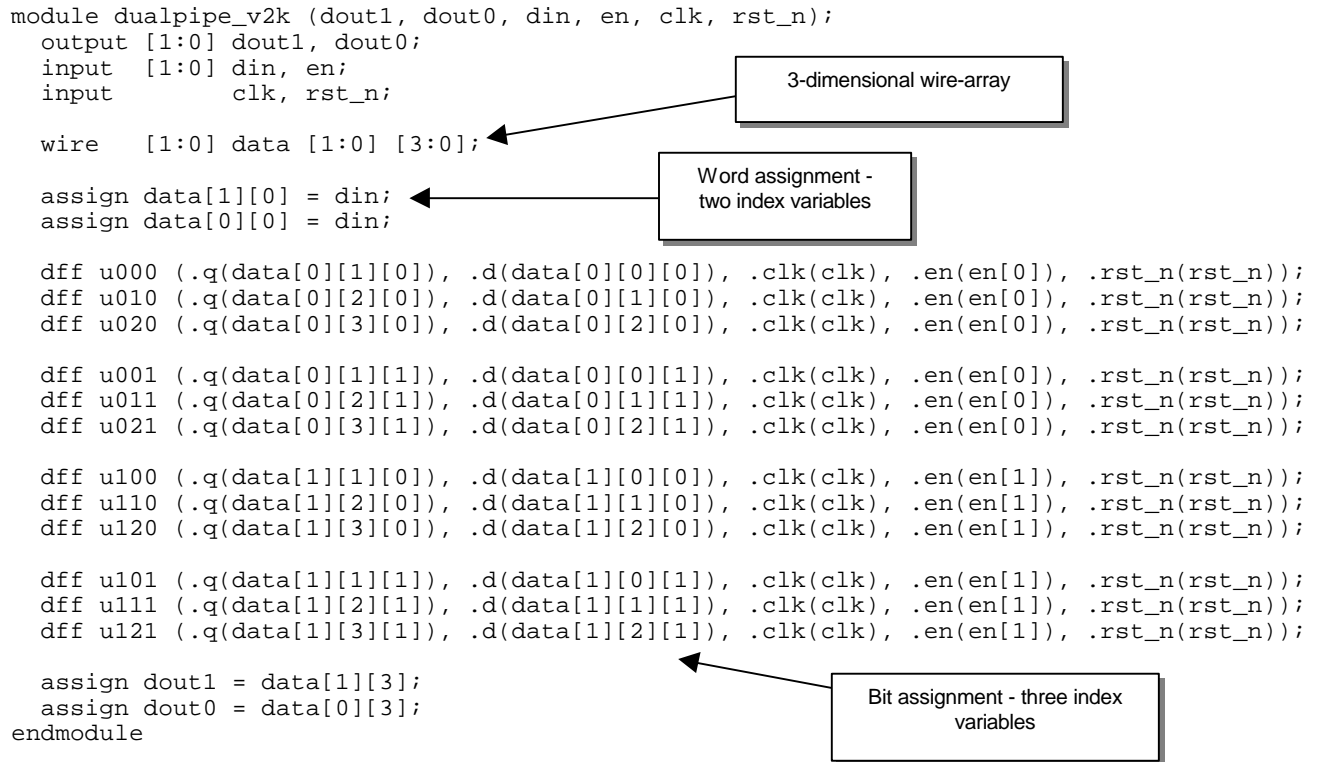 module dualpipe_v2k (dout1, dout0, din, en, clk, rst_n);
output [1:0] dout1, dout0;
input [1:0] din, en;
input clk, rst_n;
3-dimensional wire-array
wire [1:0] data [1:0] [3:0];
Word assignment -
two index variables
assign data[1][0] = din;
assign data[0][0] = din;
dff u000 (.q(data[0][1][0]), .d(data[0][0][0]), .clk(clk), .en(en[0]), .rst_n(rst_n));
dff u010 (.q(data[0][2][0]), .d(data[0][1][0]), .clk(clk), .en(en[0]), .rst_n(rst_n));
dff u020 (.q(data[0][3][0]), .d(data[0][2][0]), .clk(clk), .en(en[0]), .rst_n(rst_n));
dff u001 (.q(data[0][1][1]), .d(data[0][0][1]), .clk(clk), .en(en[0]), .rst_n(rst_n));
dff u011 (.q(data[0][2][1]), .d(data[0][1][1]), .clk(clk), .en(en[0]), .rst_n(rst_n));
dff u021 (.q(data[0][3][1]), .d(data[0][2][1]), .clk(clk), .en(en[0]), .rst_n(rst_n));
dff u100 (.q(data[1][1][0]), .d(data[1][0][0]), .clk(clk), .en(en[1]), .rst_n(rst_n));
dff u110 (.q(data[1][2][0]), .d(data[1][1][0]), .clk(clk), .en(en[1]), .rst_n(rst_n));
dff u120 (.q(data[1][3][0]), .d(data[1][2][0]), .clk(clk), .en(en[1]), .rst_n(rst_n));
dff u101 (.q(data[1][1][1]), .d(data[1][0][1]), .clk(clk), .en(en[1]), .rst_n(rst_n));
dff u111 (.q(data[1][2][1]), .d(data[1][1][1]), .clk(clk), .en(en[1]), .rst_n(rst_n));
dff u121 (.q(data[1][3][1]), .d(data[1][2][1]), .clk(clk), .en(en[1]), .rst_n(rst_n));
assign dout1 = data[1][3];
assign dout0 = data[0][3];
Bit assignment - three index
variables
endmodule